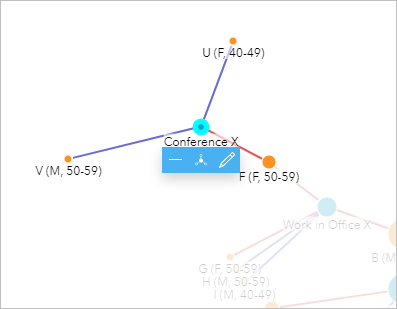 U (F, 40-49)
Conference X
V (M, 50-59)
F (F, 50-59)
Work in Office X
B (M
G (F, 50-59)
H (M, 50-59)
I (M, 40-49)